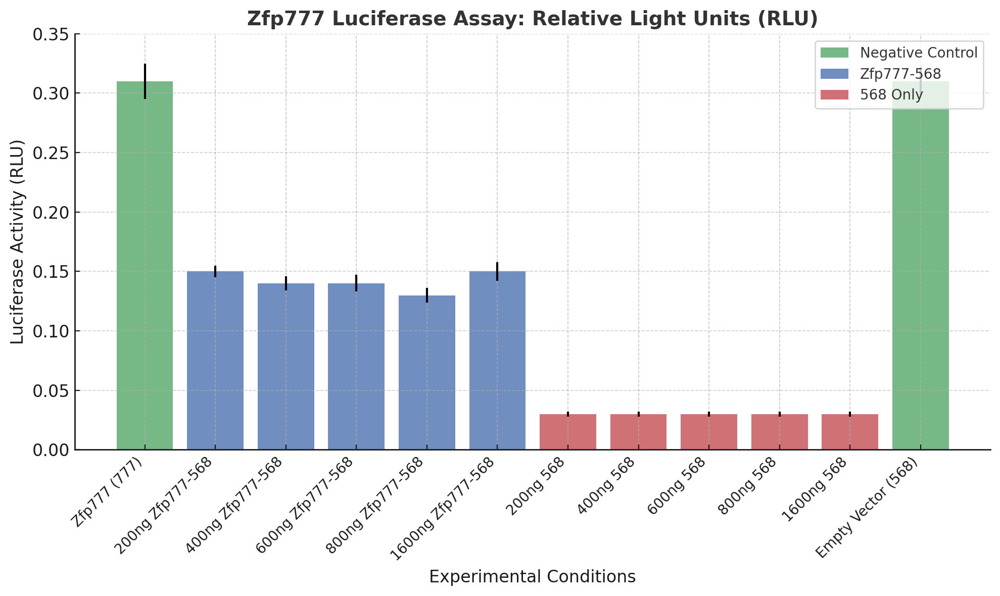 Zfp777 Luciferase Assay: Relative Light Units (RLU)
Luciferase Activity (RLU)
0.35
0.30
0.25
0.20
0.15
0.10
0.05
0.00
Negative Control
Zfp777-568
568 Only
Zfp777 (777)
200ng Zfp777-568
400ng Zfp777-568
600ng Zfp777-568
800ng Zfp777-568
1600ng Zfp777-568
200ng 568
400ng 568
600ng 568
800ng 568
1600ng 568
Empty Vector (568)
Experimental Conditions